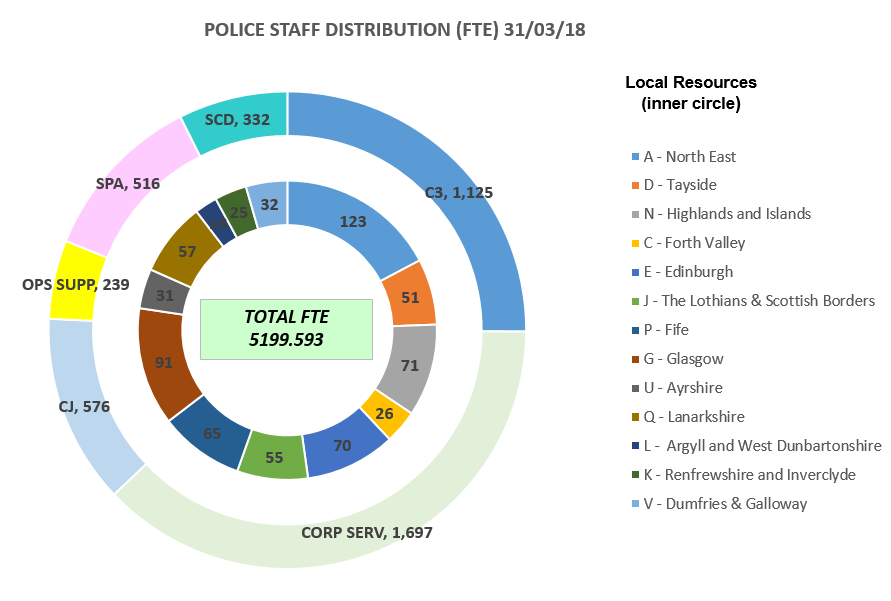 POLICE STAFF DISTRIBUTION (FTE) 31/03/18
Local Resources
(inner circle)
SCD, 332
C3, 1,125
SPA, 516
OPS SUPP, 239
CJ, 576
CORP SERV, 1,697
123
51
71
26
70
55
65
91
31
57
25
32
TOTAL FTE
5199.593
A - North East
D - Tayside
N - Highlands and Islands
C - Forth Valley
E - Edinburgh
J - The Lothians & Scottish Borders
P - Fife
G - Glasgow
U - Ayrshire
Q - Lanarkshire
L - Argyll and West Dunbartonshire
K - Renfrewshire and Inverclyde
V - Dumfries & Galloway